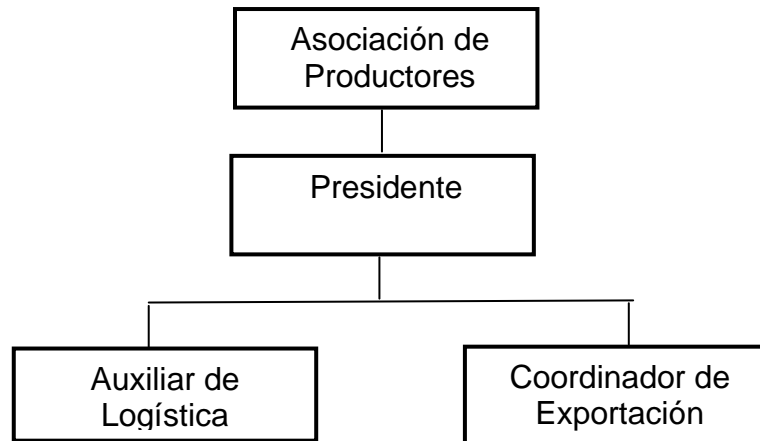 Asociación de
Productores
Presidente
Auxiliar de
Logística
Coordinador de
Exportación